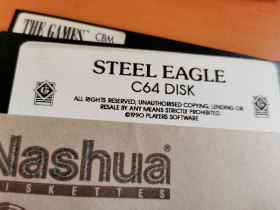 THE GAMES™ CBM
STEEL EAGLE
C64 DISK
ALL RIGHTS RESERVED, UNAUTHORISED COPYING, LENDING OR
RESALE BY ANY MEANS STRICTLY PROHIBITED.
©1990 PLAYERS SOFTWARE
Nashua
DISKETTES